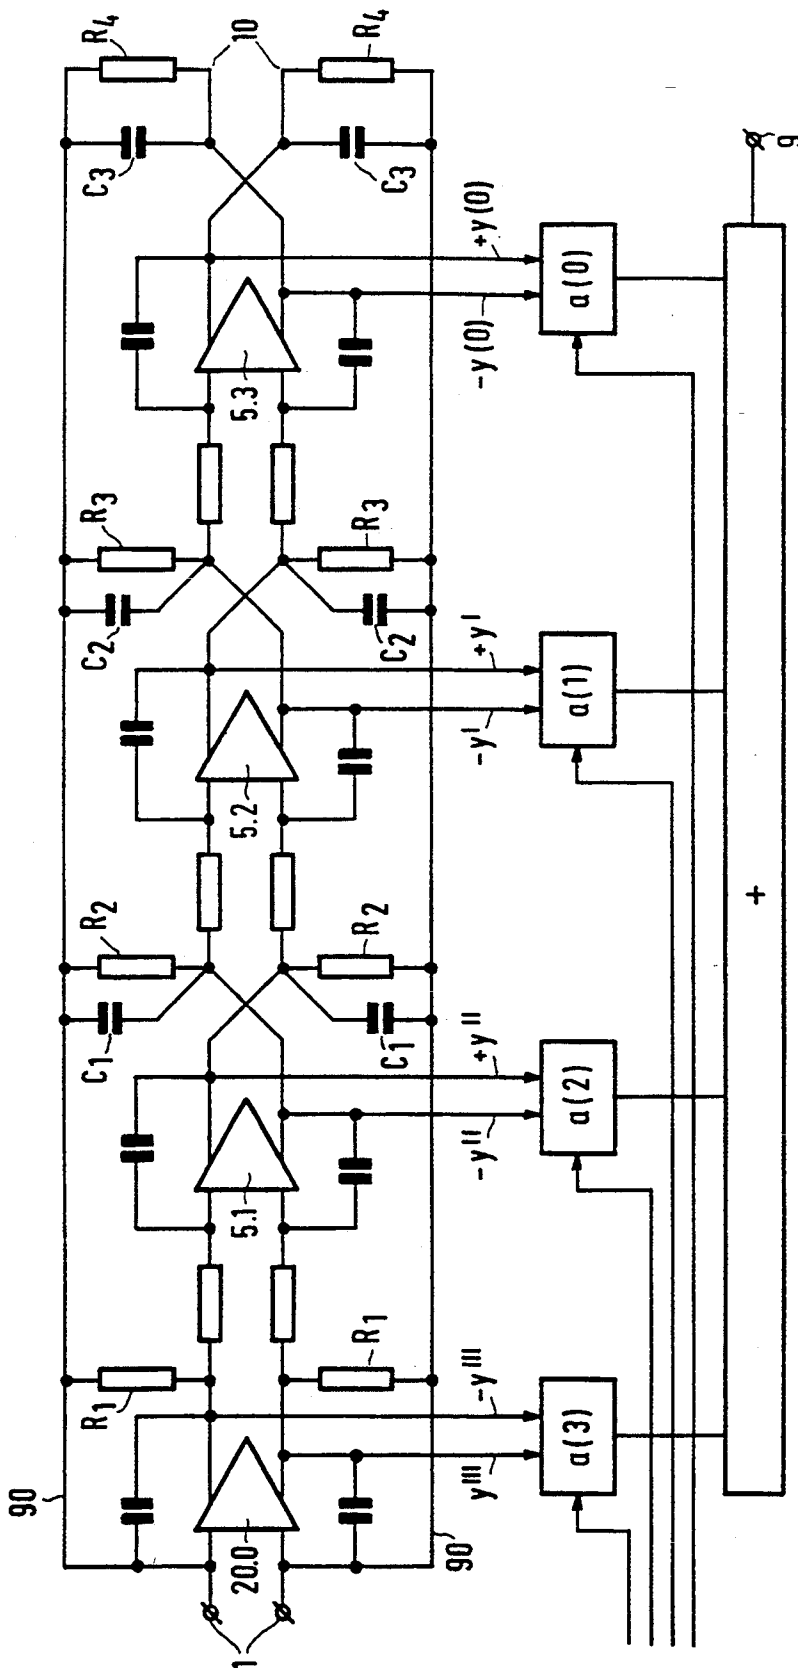 90
R1
C1
R2
C2
R3
C3
R4
10
1
20.0
5.1
5.2
5.3
R1
C1
R2
C2
R3
C3
R4
90
yIII
-yIII
-yII
+yII
-yI
+yI
-y(0)
+y(0)
a(3)
a(2)
a(1)
a(0)
+
9